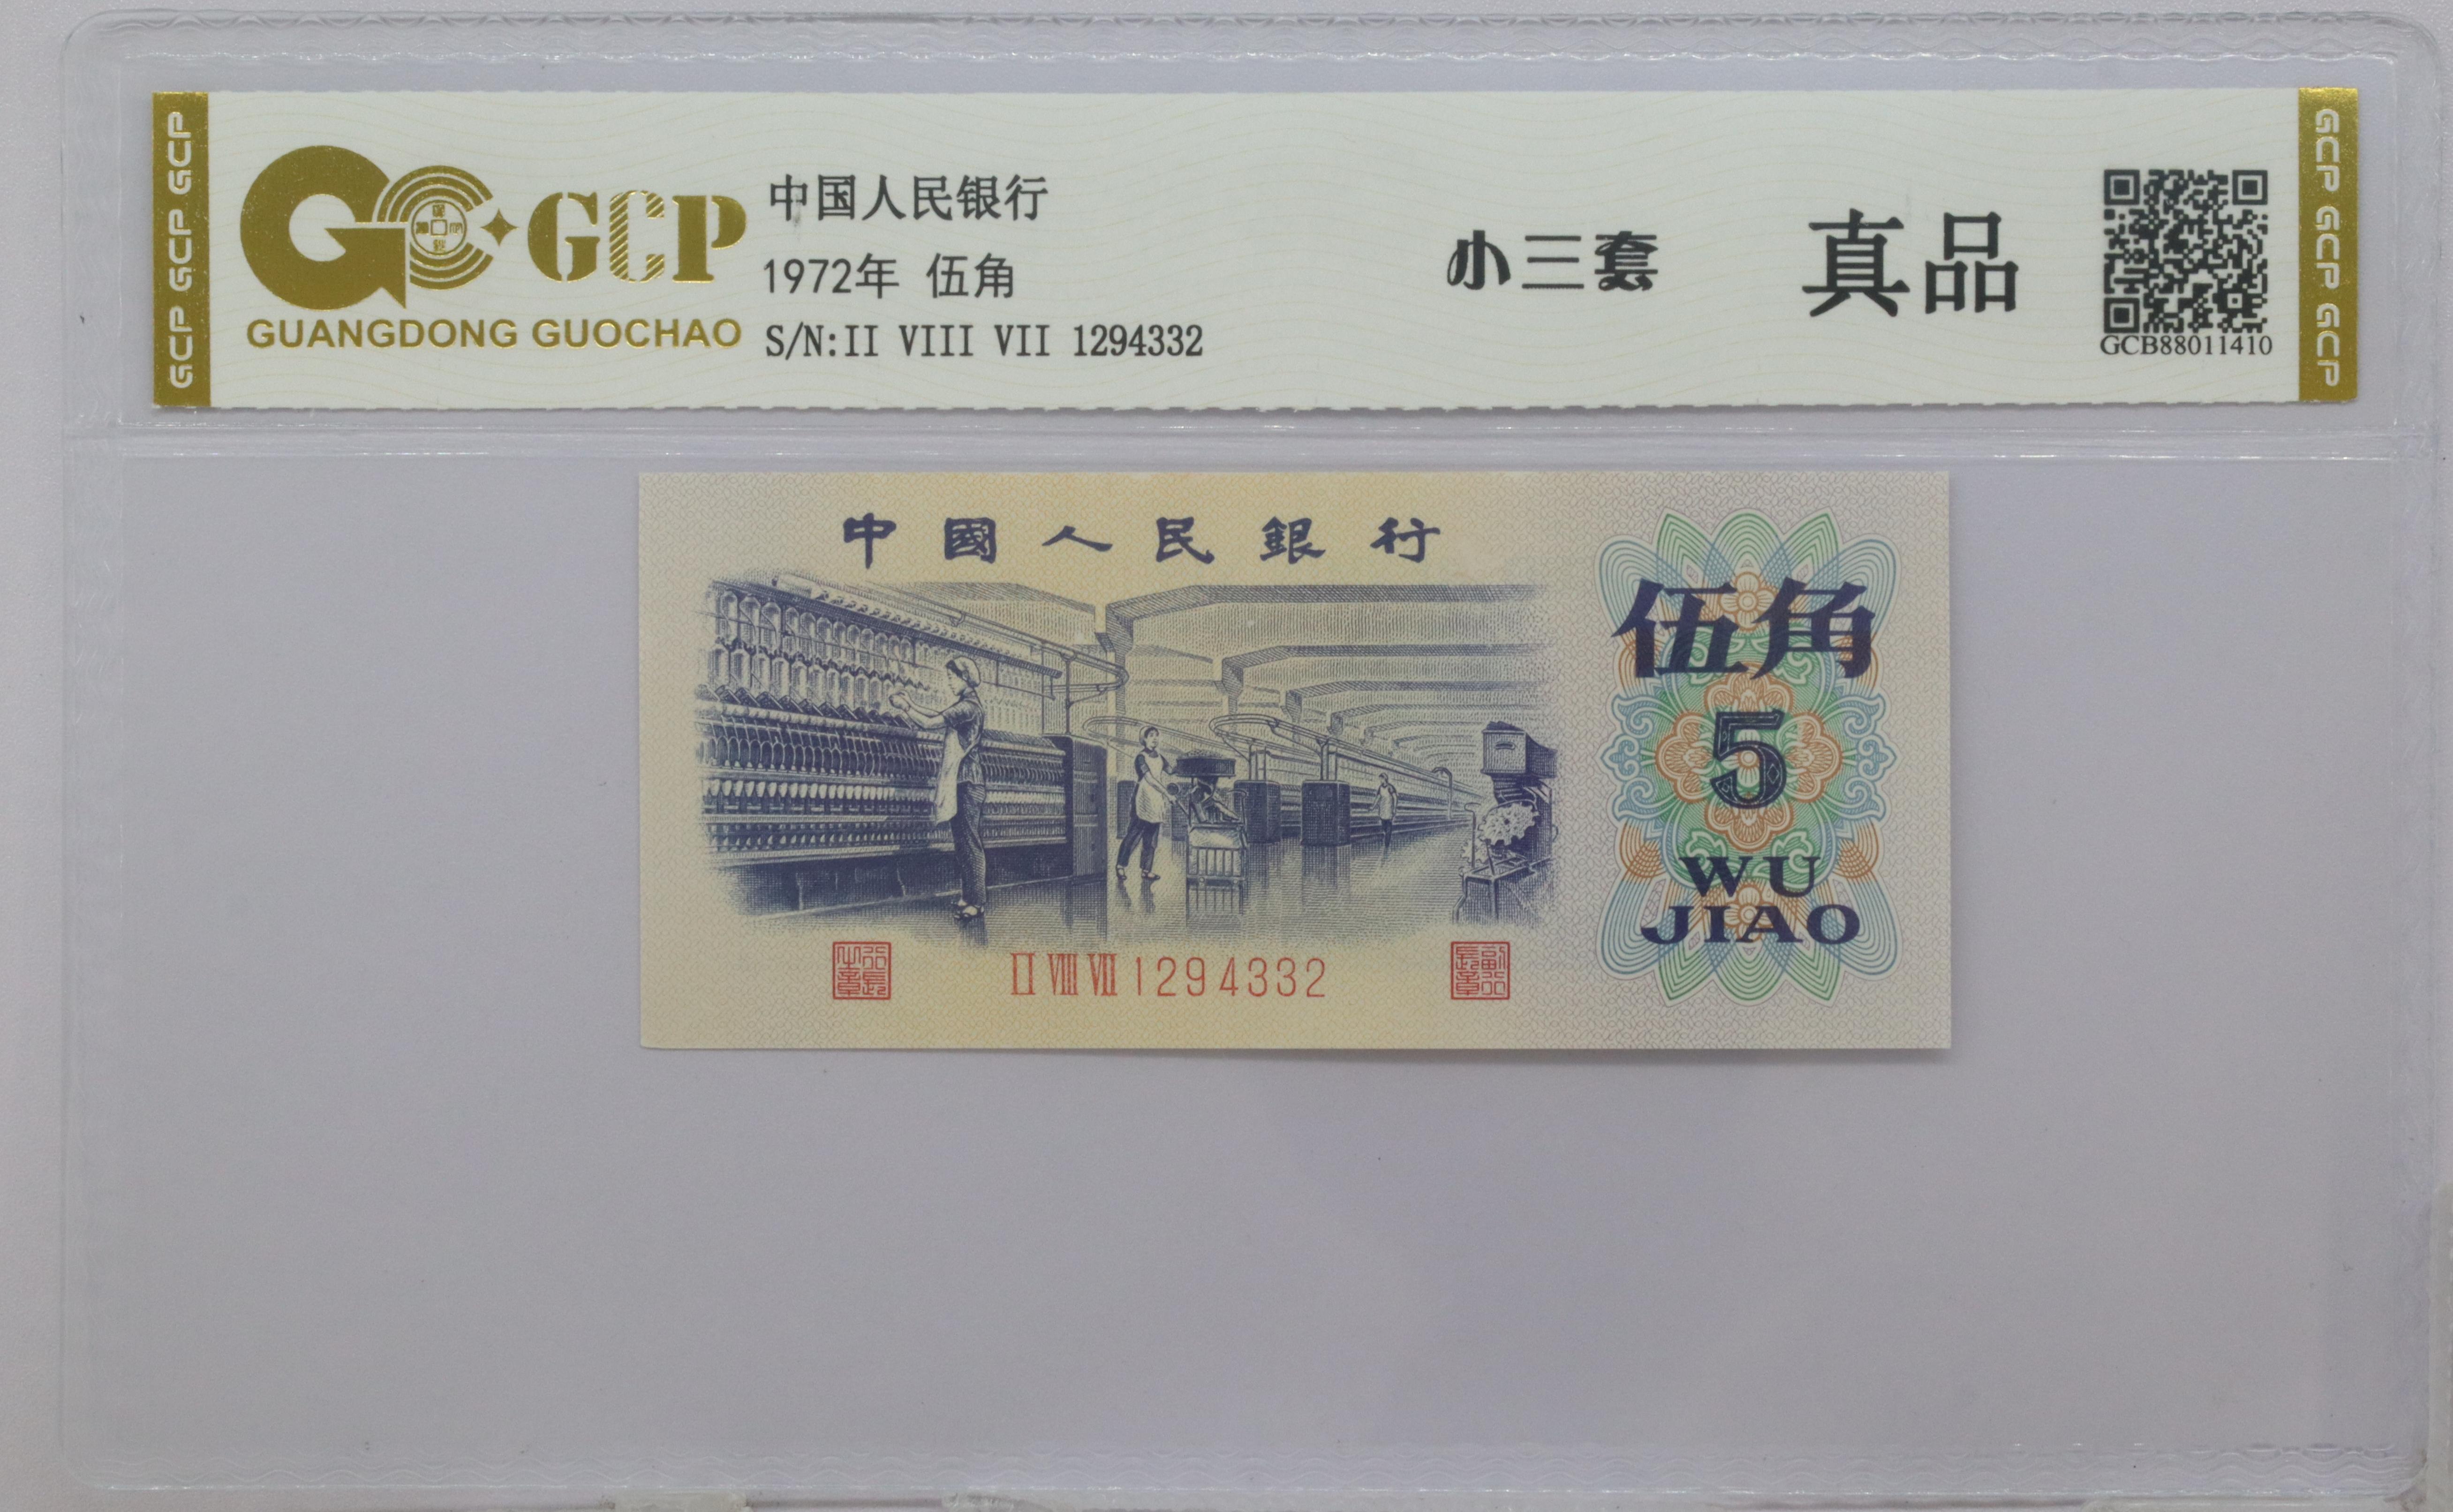 GCP GCP GCP
GCP
GUANGDONG GUOCHAO
中国人民银行
1972年 伍角
S/N:II VIII VII 1294332
小三套
真品
GCB88011410
GCP GCP GCP
中國人民銀行
伍角
5
WU
JIAO
II VIII VII 1294332